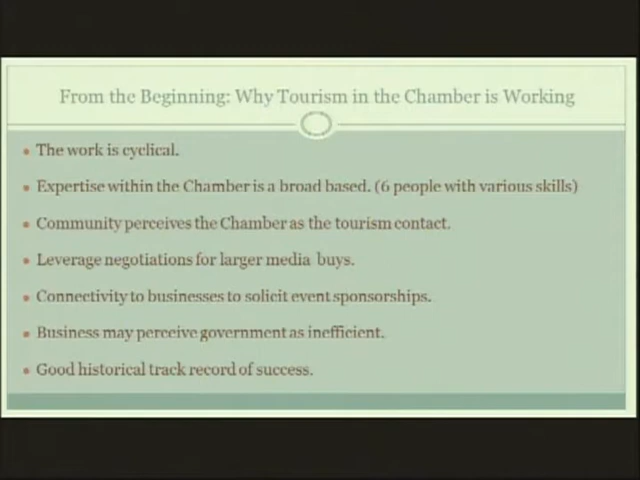 From the Beginning: Why Tourism in the Chamber is Working
The work is cyclical.
Expertise within the Chamber is a broad based. (6 people with various skills)
Community perceives the Chamber as the tourism contact.
Leverage negotiations for larger media buys.
Connectivity to businesses to solicit event sponsorships.
Business may perceive government as inefficient.
Good historical track record of success.